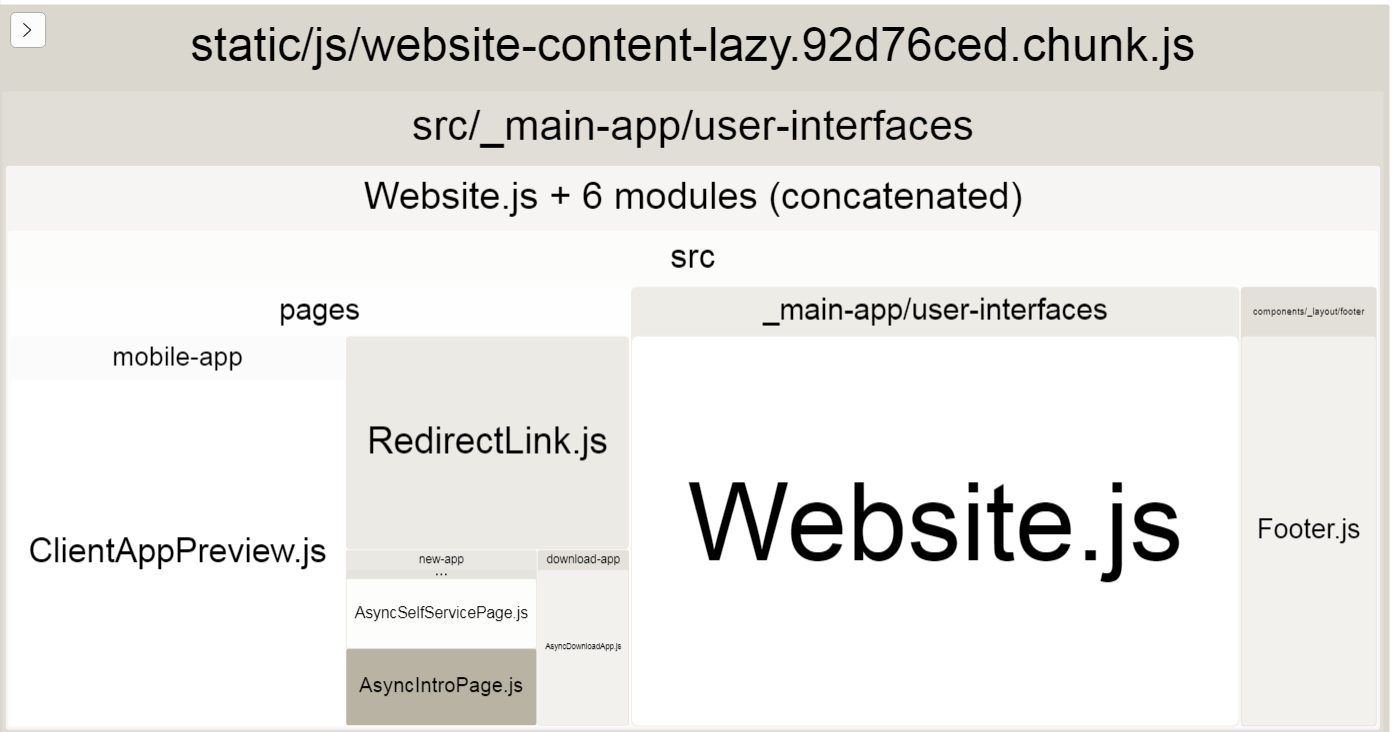 static/js/website-content-lazy.92d76ced.chunk.js
src/_main-app/user-interfaces
Website.js + 6 modules (concatenated)
src
pages
_main-app/user-interfaces
components/_layout/footer
mobile-app
RedirectLink.js
Website.js
Footer.js
ClientAppPreview.js
new-app
download-app
...
AsyncSelfServicePage.js
AsyncDownloadApp.js
AsyncIntroPage.js